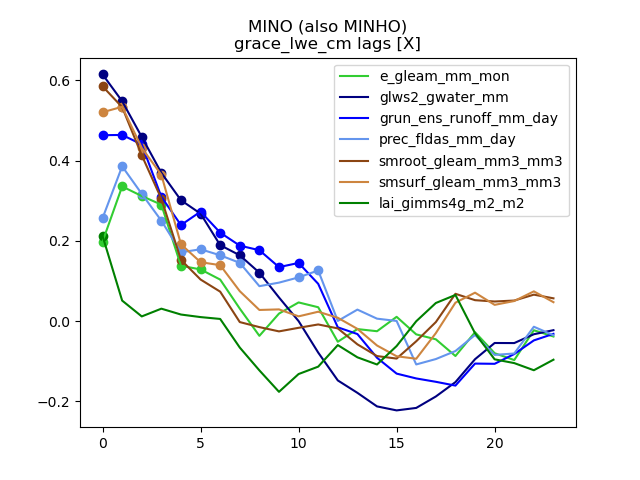 MINO (also MINHO)
grace_lwe_cm lags [X]
e_gleam_mm_mon
glws2_gwater_mm
grun_ens_runoff_mm_day
prec_fldas_mm_day
smroot_gleam_mm3_mm3
smsurf_gleam_mm3_mm3
lai_gimms4g_m2_m2
0.6
0.4
0.2
0.0
−0.2
0 5 10 15 20